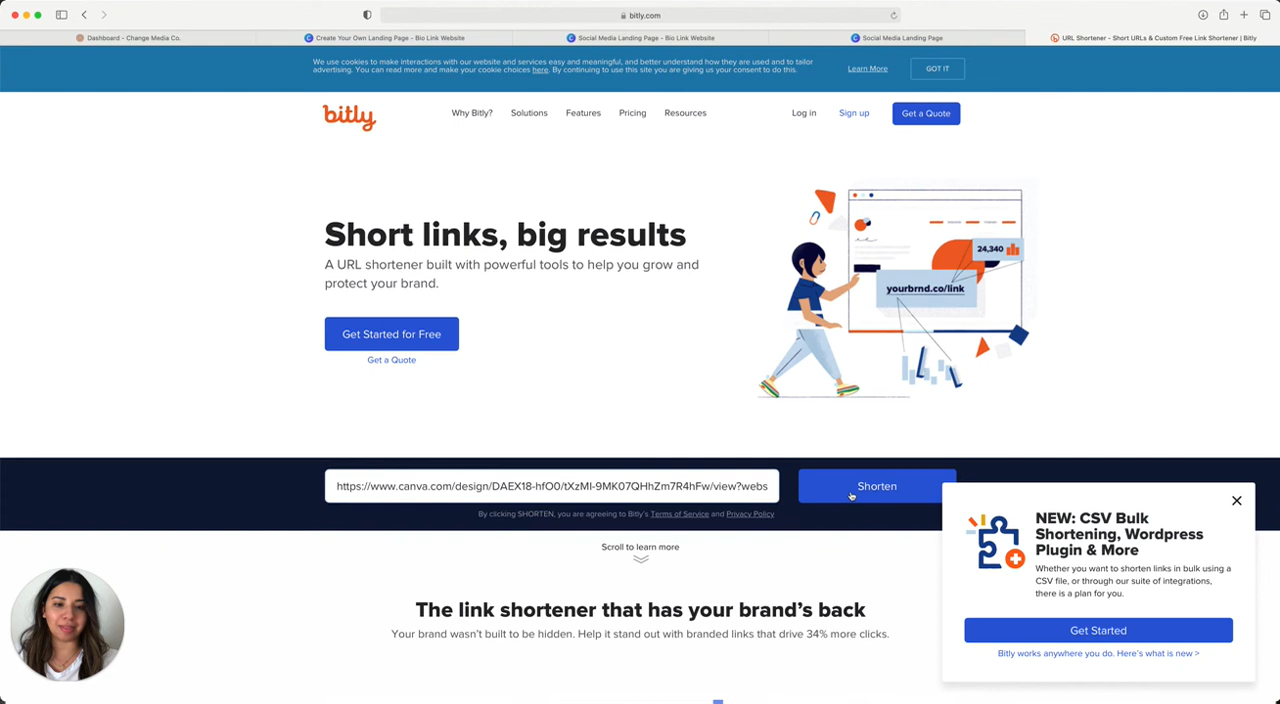 bitly.com
Dashboard - Change Media Co.
Create Your Own Landing Page - Bio Link Website
Social Media Landing Page - Bio Link Website
Social Media Landing Page
URL Shortener - Short URLs & Custom Free Link Shortener | Bitly
We use cookies to make interactions with our website and services easy and meaningful, and better understand how they are used and to tailor
advertising. You can read more and make your cookie choices here. By continuing to use this site you are giving us your consent to do this.
Learn More
GOT IT
bitly
Why Bitly?
Solutions
Features
Pricing
Resources
Log in
Sign up
Get a Quote
Short links, big results
A URL shortener built with powerful tools to help you grow and
protect your brand.
Get Started for Free
Get a Quote
24,340
yourbrnd.co/link
https://www.canva.com/design/DAEX18-hfO0/tXzMI-9MK07QHhZm7R4hFw/view?webs
Shorten
By clicking SHORTEN, you are agreeing to Bitly's Terms of Service and Privacy Policy
Scroll to learn more
The link shortener that has your brand's back
Your brand wasn't built to be hidden. Help it stand out with branded links that drive 34% more clicks.
NEW: CSV Bulk
Shortening, Wordpress
Plugin & More
Whether you want to shorten links in bulk using a
CSV file, or through our suite of integrations,
there is a plan for you.
Get Started
Bitly works anywhere you do. Here's what is new >